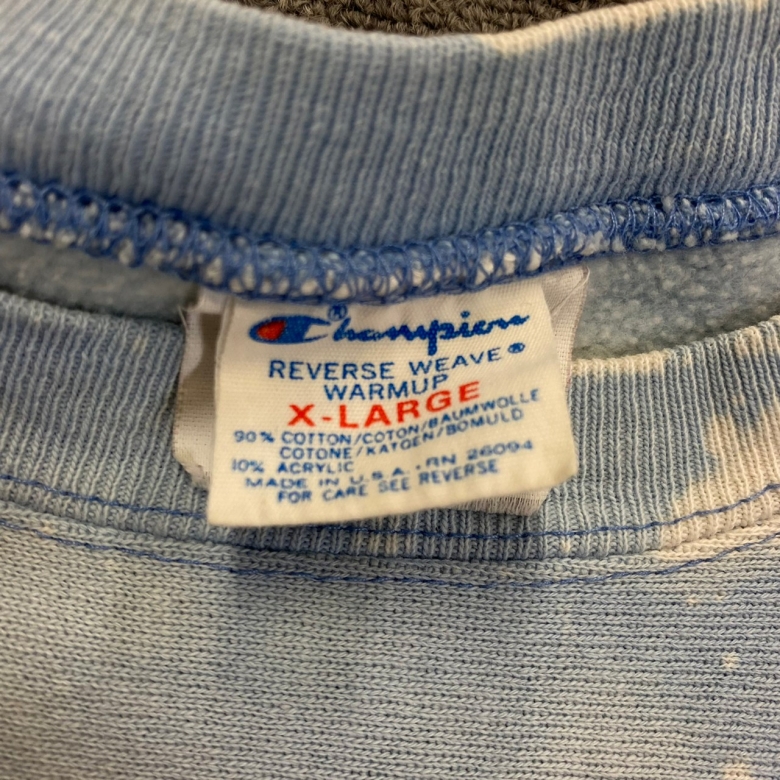 Champion®
REVERSE WEAVE®
WARMUP
X-LARGE
90% COTTON/COTON/BAUMWOLLE
COTONE/KATOEN/BOMULD
10% ACRYLIC
MADE IN U.S.A. RN 26094
FOR CARE SEE REVERSE